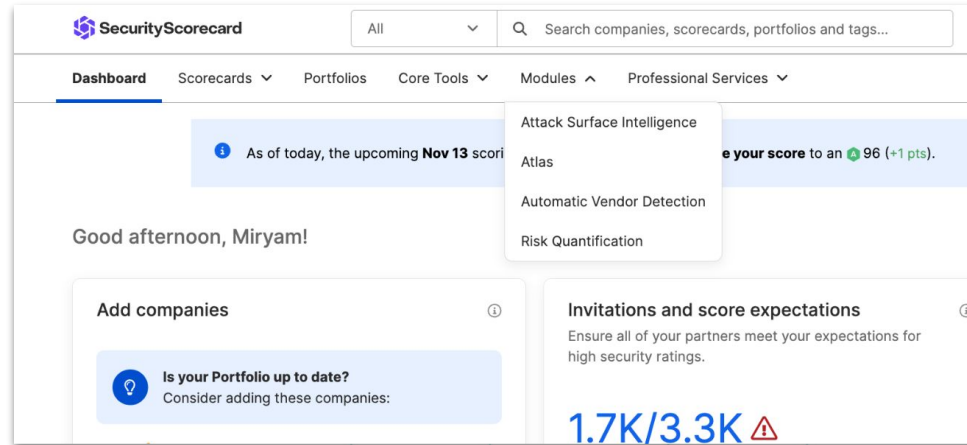 SecurityScorecard
All
Search companies, scorecards, portfolios and tags...
Dashboard Scorecards Portfolios Core Tools Modules Professional Services
Attack Surface Intelligence
Atlas
Automatic Vendor Detection
Risk Quantification
As of today, the upcoming Nov 13 scori
e your score to an A 96 (+1 pts).
Good afternoon, Miryam!
Add companies
Is your Portfolio up to date?
Consider adding these companies:
Invitations and score expectations
Ensure all of your partners meet your expectations for
high security ratings.
1.7K/3.3K